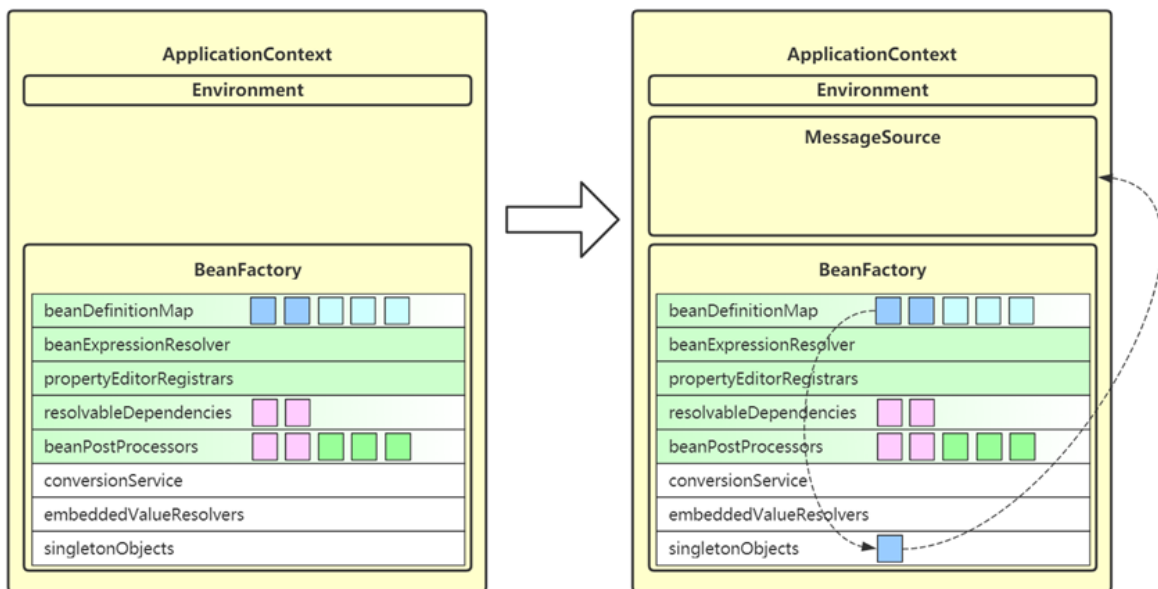 ApplicationContext
Environment
BeanFactory
beanDefinitionMap
beanExpressionResolver
propertyEditorRegistrars
resolvableDependencies
beanPostProcessors
conversionService
embeddedValueResolvers
singletonObjects
ApplicationContext
Environment
MessageSource
BeanFactory
beanDefinitionMap
beanExpressionResolver
propertyEditorRegistrars
resolvableDependencies
beanPostProcessors
conversionService
embeddedValueResolvers
singletonObjects